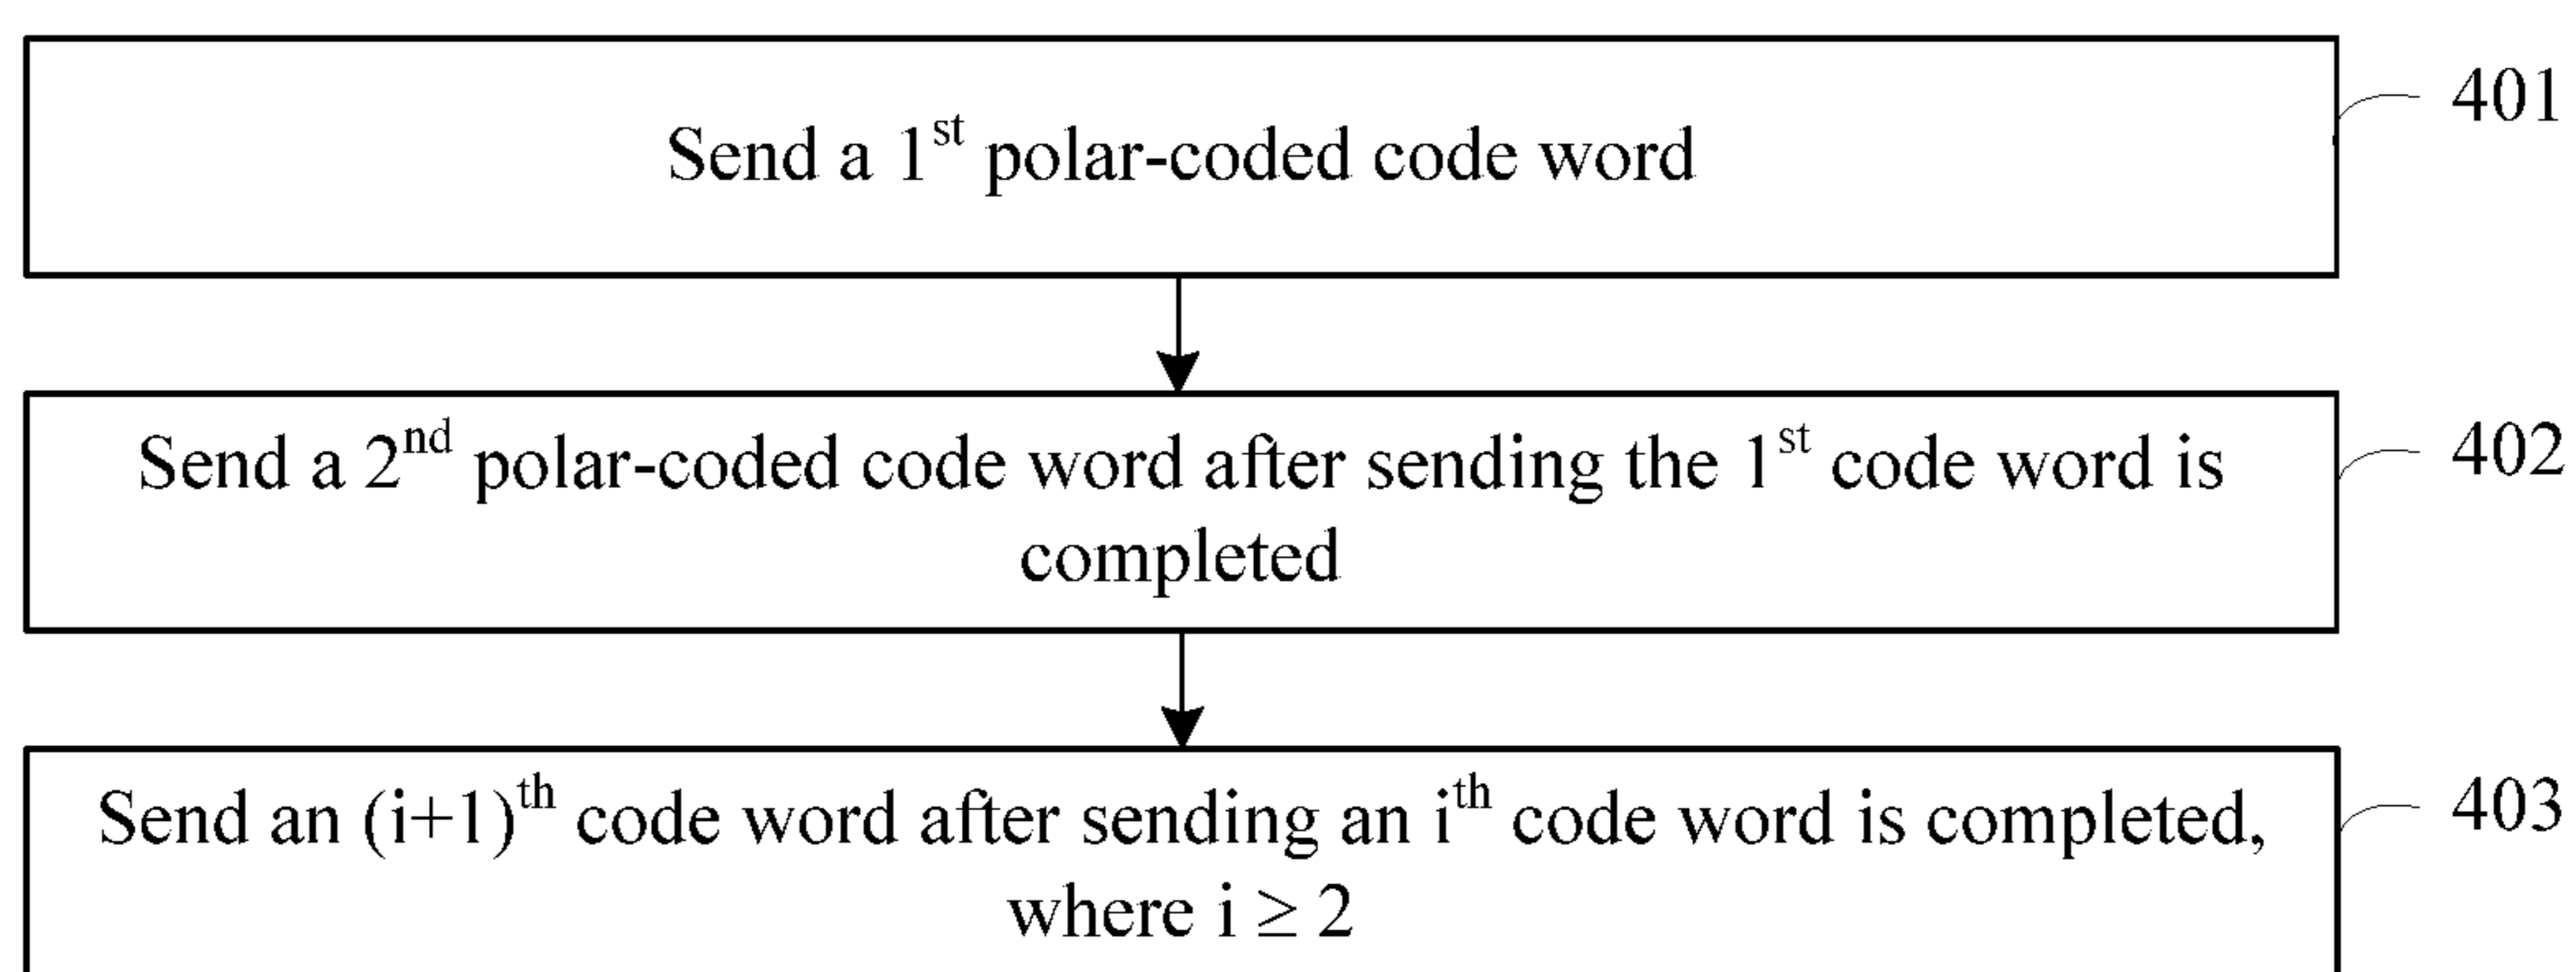 401
Send a 1st polar-coded code word
402
Send a 2nd polar-coded code word after sending the 1st code word is
completed
403
Send an (i+1)th code word after sending an ith code word is completed,
where i ≥ 2